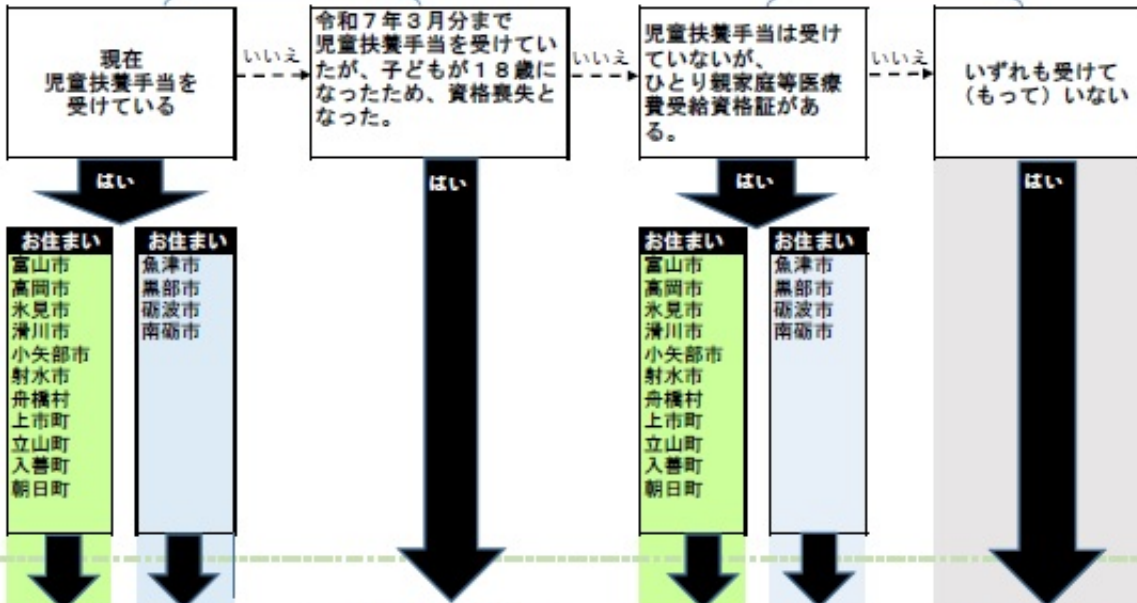 現在
児童扶養手当を
受けている
いいえ
令和７年３月分まで
児童扶養手当を受けてい
たが、子どもが１８歳に
なったため、資格喪失と
なった。
いいえ
児童扶養手当は受け
ていないが、
ひとり親家庭等医療
費受給資格証があ
る。
いいえ
いずれも受けて
（もって）いない
はい
はい
はい
はい
お住まい
富山市
高岡市
氷見市
滑川市
小矢部市
射水市
舟橋村
上市町
立山町
入善町
朝日町
お住まい
魚津市
黒部市
砺波市
南砺市
お住まい
富山市
高岡市
氷見市
滑川市
小矢部市
射水市
舟橋村
上市町
立山町
入善町
朝日町
お住まい
魚津市
黒部市
砺波市
南砺市